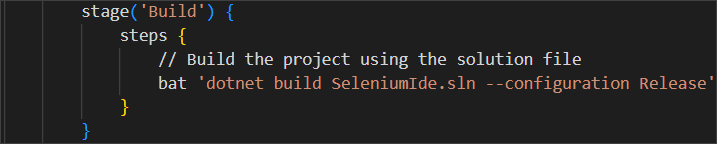 stage('Build') {
steps {
// Build the project using the solution file
bat 'dotnet build SeleniumIde.sln --configuration Release'
}
}